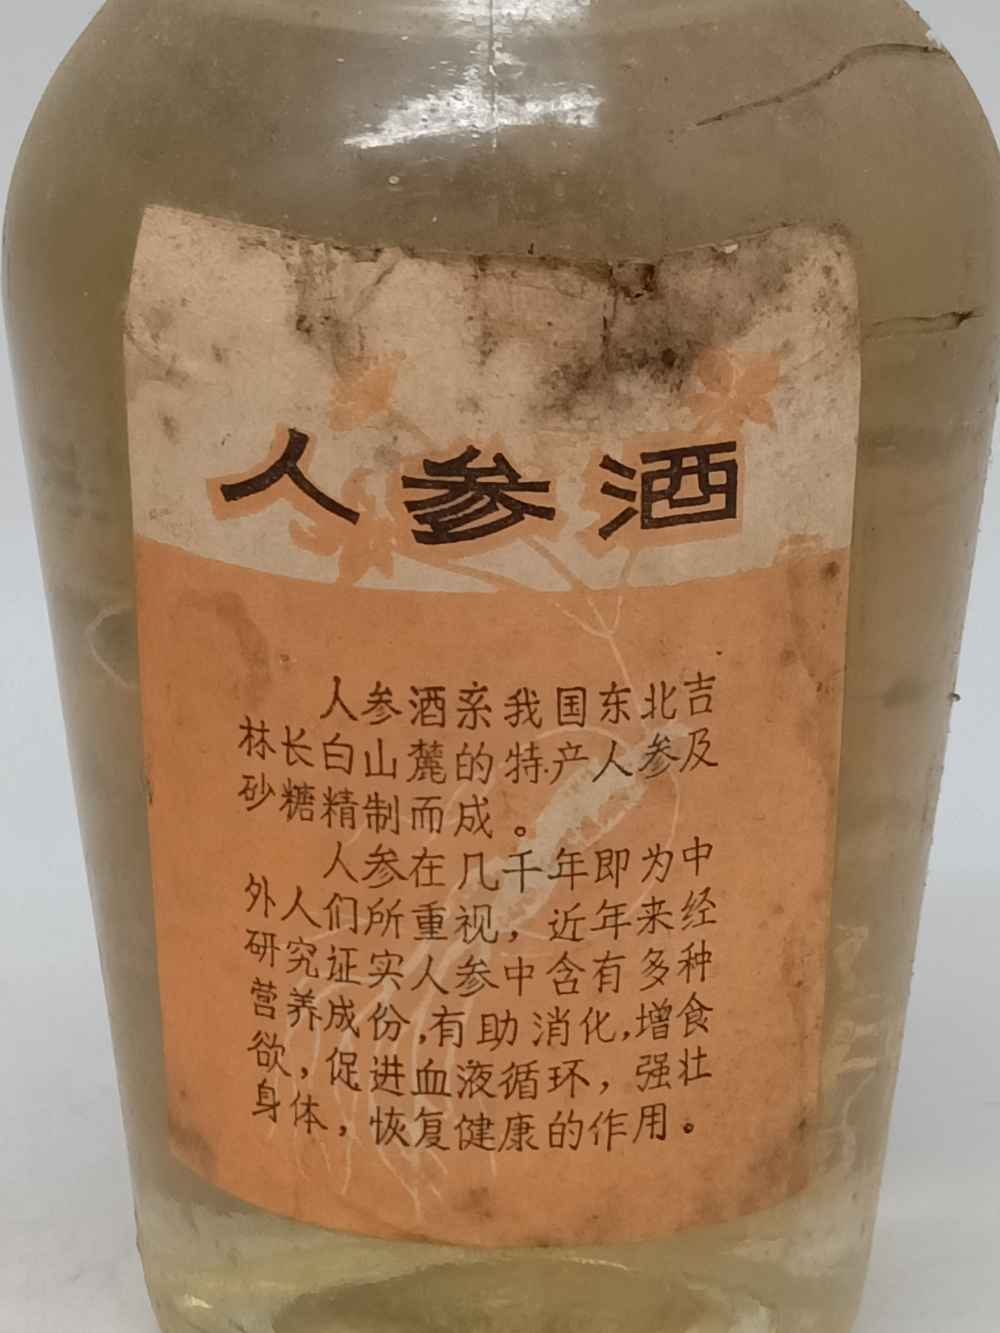 人参酒
人参酒亲我国东北吉
林长白山麓的特产人参及
砂糖精制而成。
人参在几千年即为中
外人们所重视，近年来经
研究证实人参中含有多种
营养成份，有助消化，增食
欲，促进血液循环，强壮
身体，恢复健康的作用。